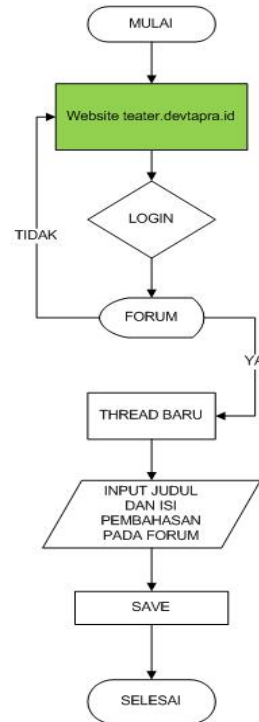 MULAI
Website teater.devtapra.id
LOGIN
TIDAK
FORUM
YA
THREAD BARU
INPUT JUDUL
DAN ISI
PEMBAHASAN
PADA FORUM
SAVE
SELESAI